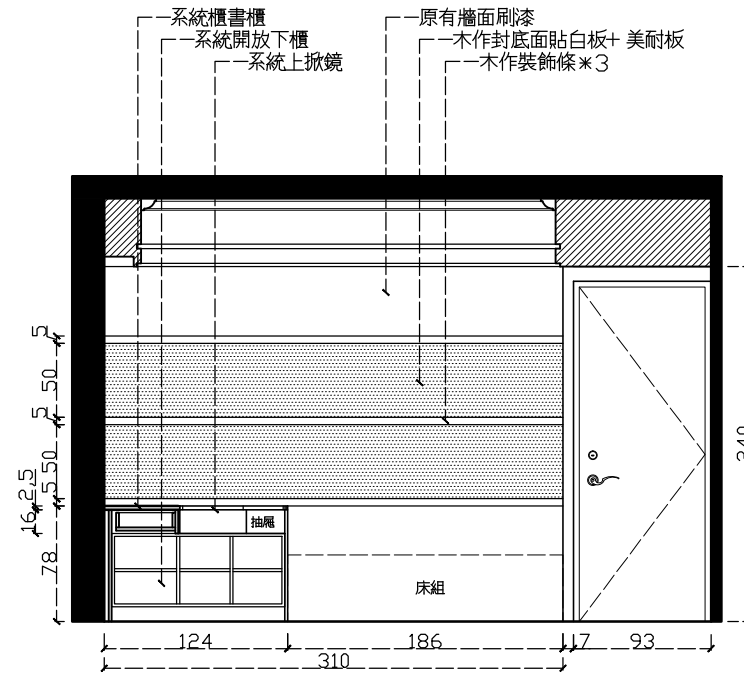 系統櫃書櫃
系統開放下櫃
系統上掀鏡
原有牆面刷漆
木作封底面貼白板+ 美耐板
木作裝飾條*3
5
50
5
50
5
2,5
16
78
240
抽屜
床組
124
186
7
93
310